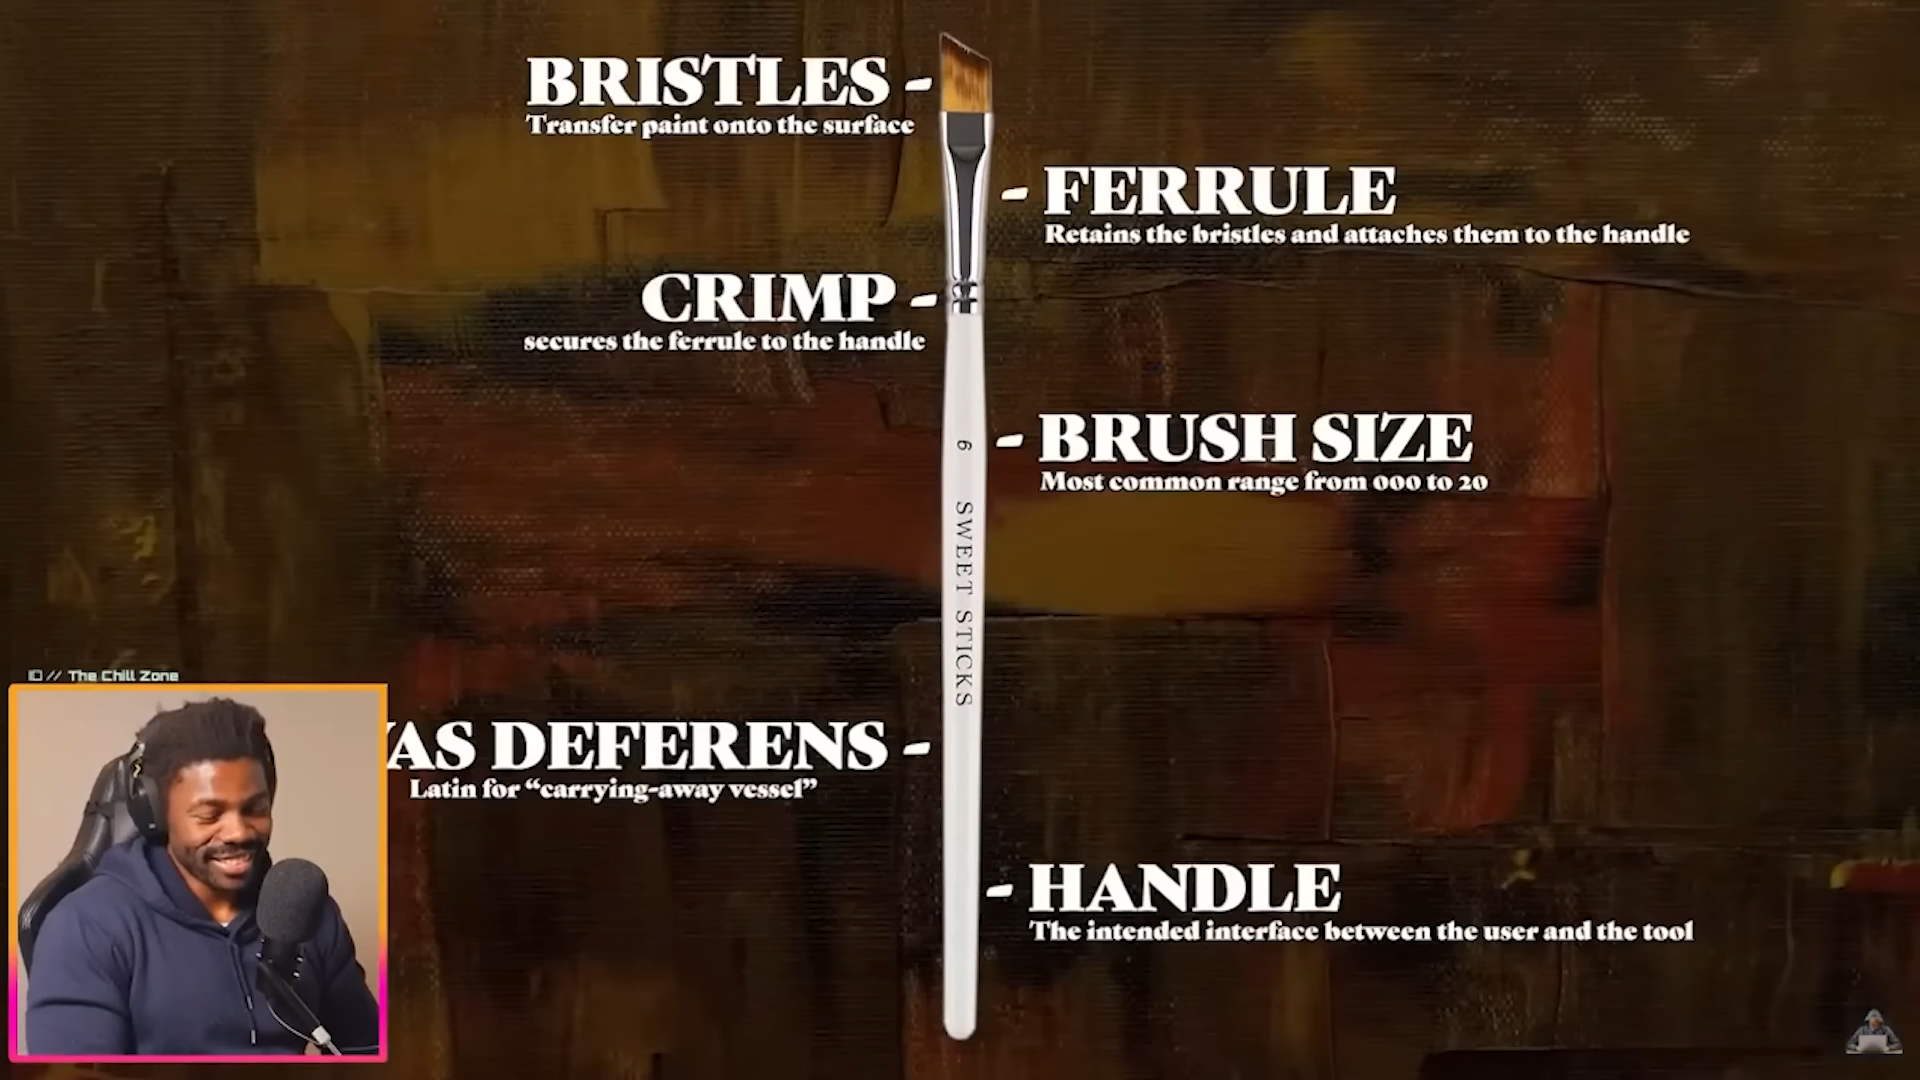 BRISTLES -
Transfer paint onto the surface
- FERRULE
Retains the bristles and attaches them to the handle
CRIMP -
secures the ferrule to the handle
- BRUSH SIZE
Most common range from 000 to 20
6 SWEET STICKS
// The Chill Zone
VAS DEFERENS -
Latin for “carrying-away vessel”
- HANDLE
The intended interface between the user and the tool